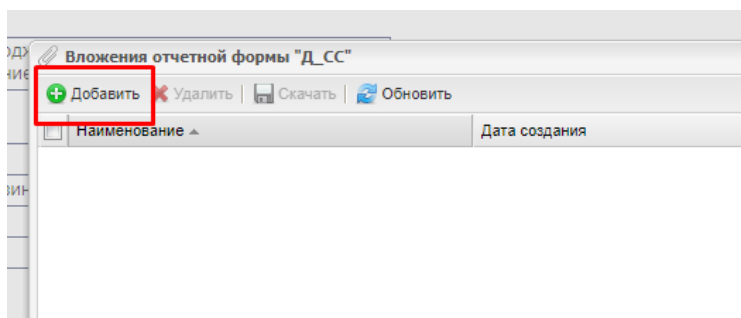 Вложения отчетной формы "Д_СС"
Добавить Удалить Скачать Обновить
Наименование Дата создания